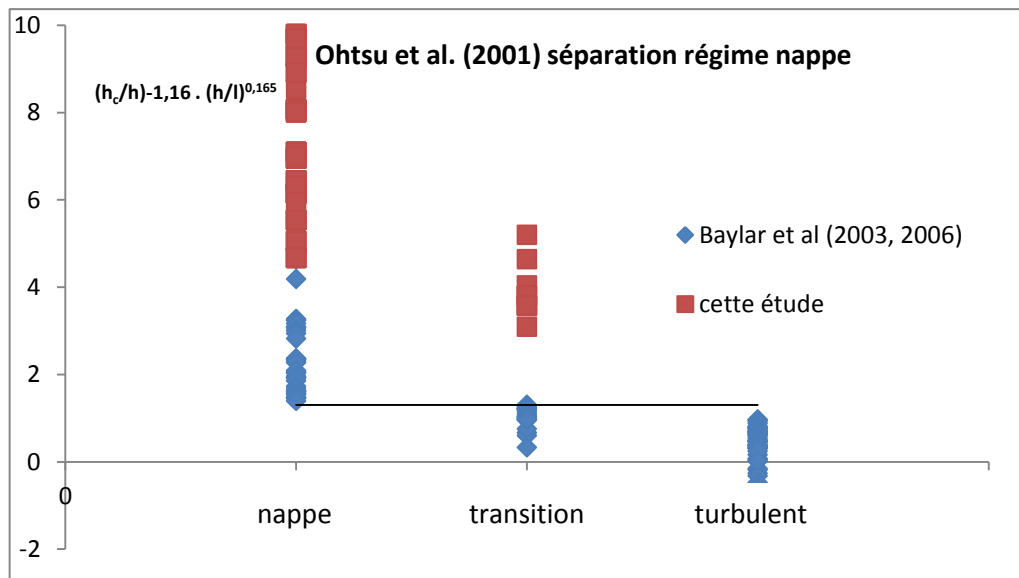 10
Ohtsu et al. (2001) séparation régime nappe
(hc/h)-1,16 . (h/l)0,165
8
6
Baylar et al (2003, 2006)
4
cette étude
2
0
0
nappe transition turbulent
-2